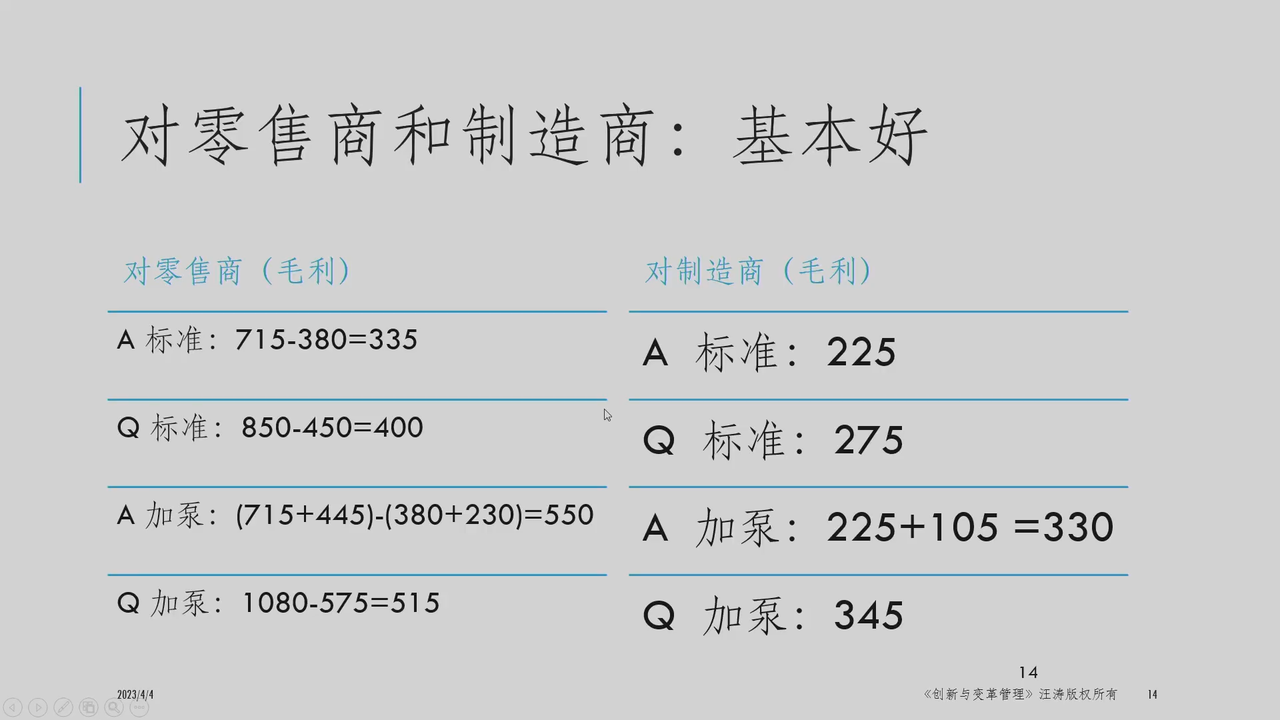 对零售商和制造商：基本好
对零售商（毛利）
A 标准：715-380=335
Q 标准：850-450=400
A 加泵：(715+445)-(380+230)=550
Q 加泵：1080-575=515
对制造商（毛利）
A 标准：225
Q 标准：275
A 加泵：225+105 =330
Q 加泵：345
14
2023/4/4
《创新与变革管理》汪涛版权所有
14